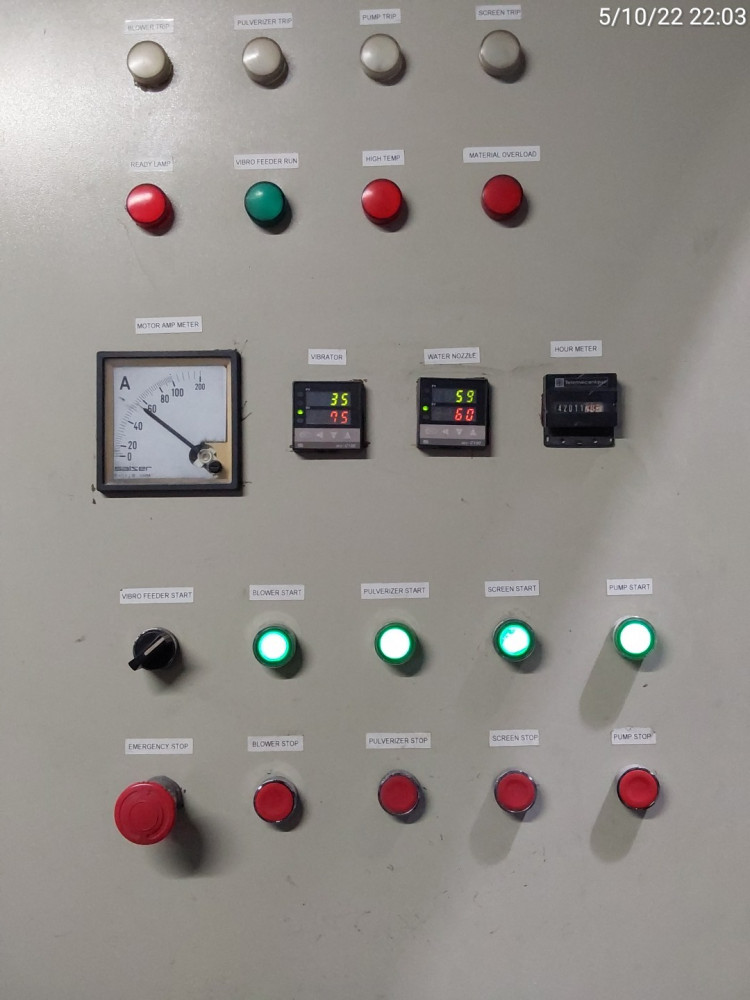 5/10/22 22:03
BLOWER TRIP
PULVERIZER TRIP
PUMP TRIP
SCREEN TRIP
READY LAMP
VIBRO FEEDER RUN
HIGH TEMP
MATERIAL OVERLOAD
MOTOR AMP METER
VIBRATOR
WATER NOZZLE
HOUR METER
A
200
100
80
60
40
20
0
35
75
59
60
VIBRO FEEDER START
BLOWER START
PULVERIZER START
SCREEN START
PUMP START
EMERGENCY STOP
BLOWER STOP
PULVERIZER STOP
SCREEN STOP
PUMP STOP